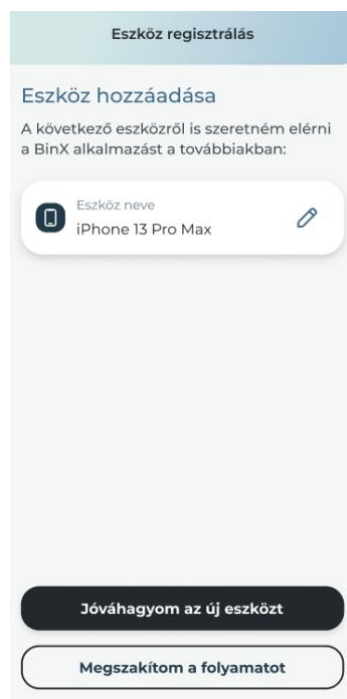 Eszköz regisztrálás
Eszköz hozzáadása
A következő eszközről is szeretném elérni
a BinX alkalmazást a továbbiakban:
Eszköz neve
iPhone 13 Pro Max
Jóváhagyom az új eszközt
Megszakítom a folyamatot